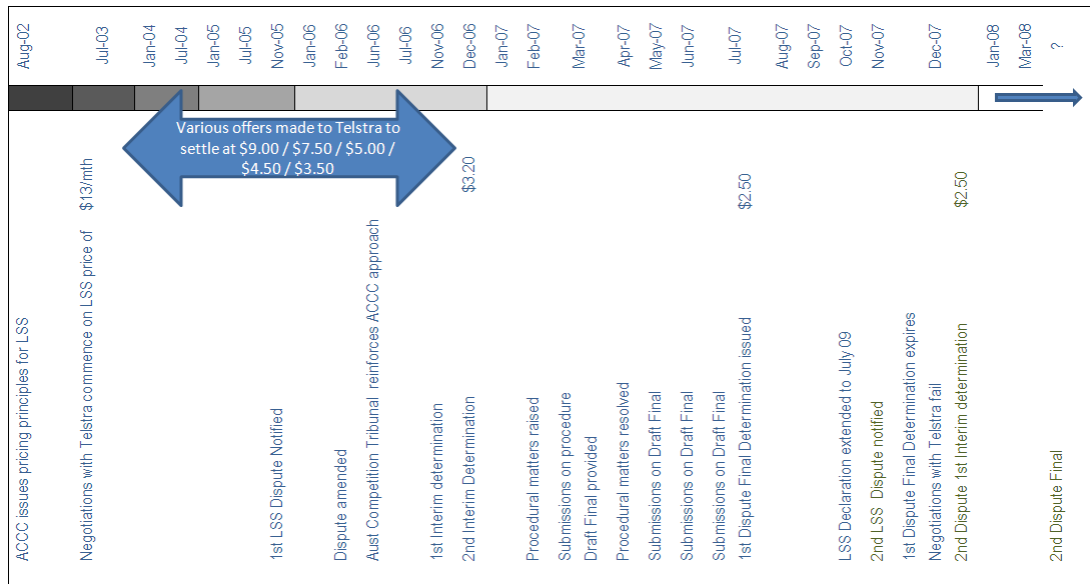 Aug-02
Jul-03
Jan-04
Jul-04
Jan-05
Jul-05
Nov-05
Jan-06
Feb-06
Jun-06
Jul-06
Nov-06
Dec-06
Jan-07
Feb-07
Mar-07
Apr-07
May-07
Jun-07
Jul-07
Aug-07
Sep-07
Oct-07
Nov-07
Dec-07
Jan-08
Mar-08
?
Various offers made to Telstra to
settle at $9.00 / $7.50 / $5.00 /
$4.50 / $3.50
ACCC issues pricing principles for LSS
Negotiations with Telstra commence on LSS price of $13/mth
1st LSS Dispute Notified
Dispute amended
Aust Competition Tribunal reinforces ACCC approach
1st Interim determination
2nd Interim Determination $3.20
Procedural matters raised
Submissions on procedure
Draft Final provided
Procedural matters resolved
Submissions on Draft Final
Submissions on Draft Final
Submissions on Draft Final
1st Dispute Final Determination issued $2.50
LSS Declaration extended to July 09
2nd LSS Dispute notified
1st Dispute Final Determination expires
Negotiations with Telstra fail
2nd Dispute 1st Interim determination $2.50
2nd Dispute Final